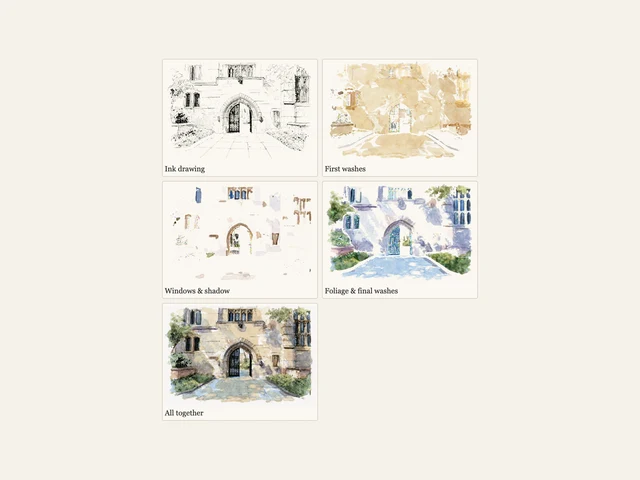 Ink drawing
First washes
Windows & shadow
Foliage & final washes
All together